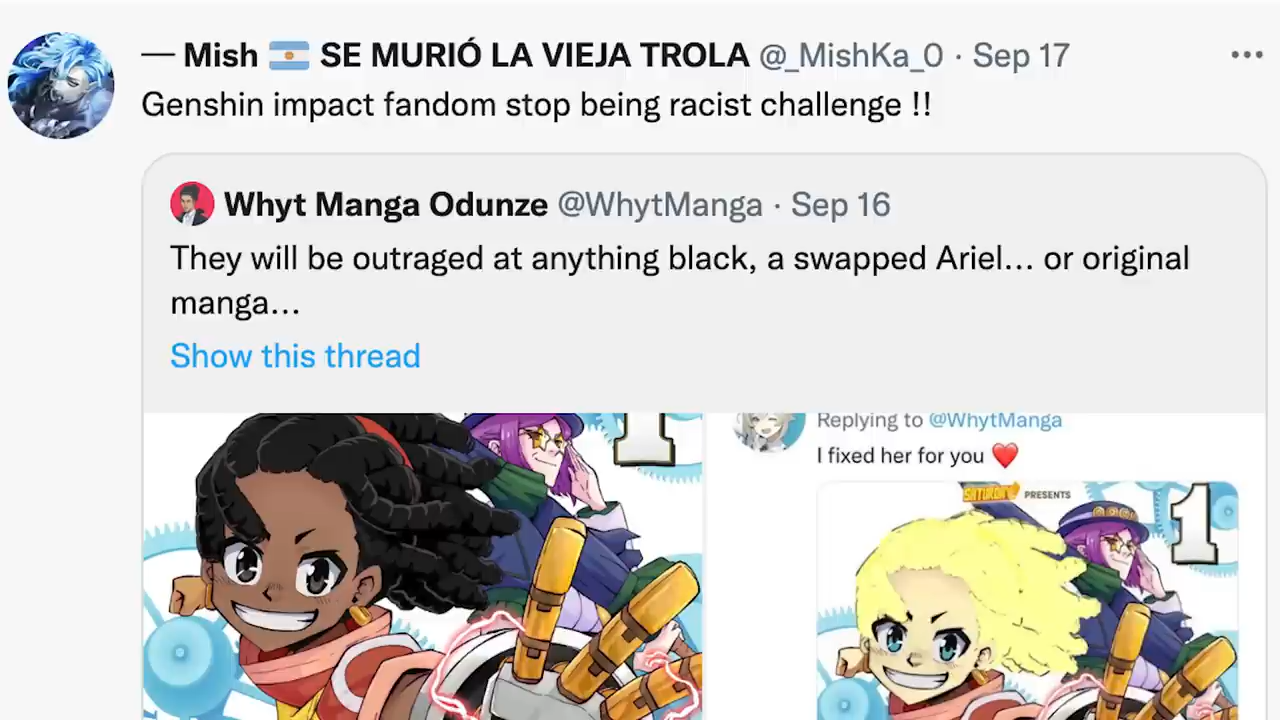 — Mish 🇦🇷 SE MURIÓ LA VIEJA TROLA @_MishKa_0 · Sep 17
Genshin impact fandom stop being racist challenge !!
Whyt Manga Odunze @WhytManga · Sep 16
They will be outraged at anything black, a swapped Ariel... or original
manga...
Show this thread
1
Replying to @WhytManga
I fixed her for you ❤️
SATURDAY PRESENTS
1